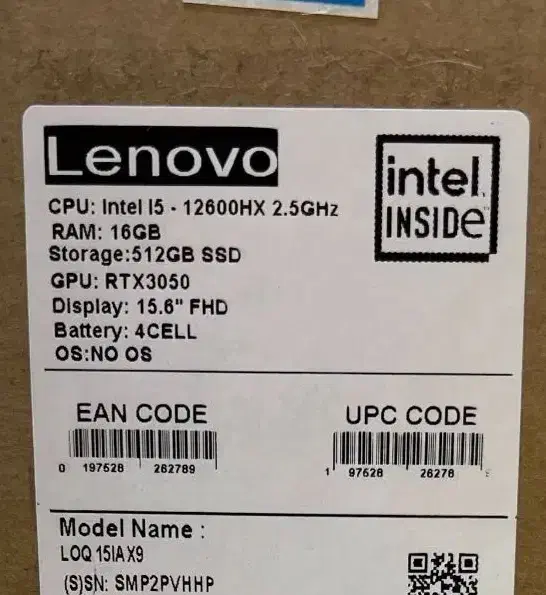 Lenovo
intel
INSIDe
CPU: Intel I5 - 12600HX 2.5GHz
RAM: 16GB
Storage:512GB SSD
GPU: RTX3050
Display: 15.6" FHD
Battery: 4CELL
OS:NO OS
EAN CODE
0 197528 262789
UPC CODE
1 97528 26278
Model Name :
LOQ 15IAX9
(S)SN: SMP2PVHHP